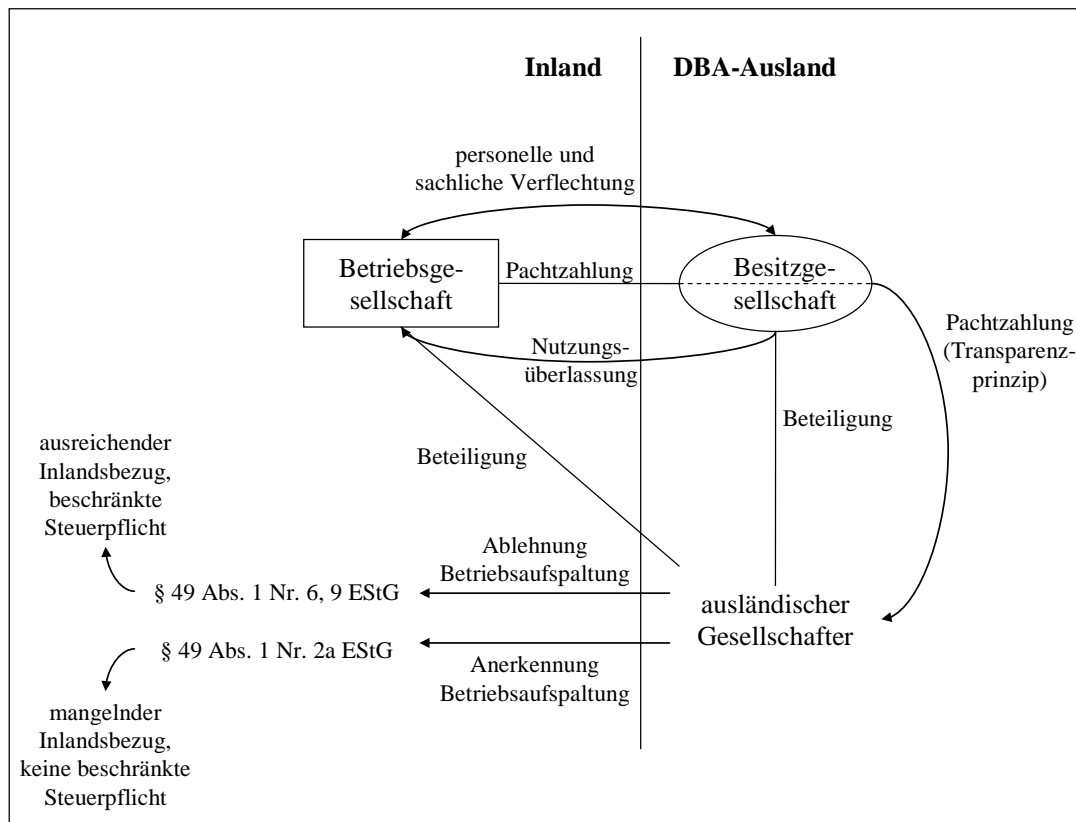 Inland
DBA-Ausland
personelle und
sachliche Verflechtung
Betriebsge-
sellschaft
Pachtzahlung
Besitzge-
sellschaft
Pachtzahlung
(Transparenz-
prinzip)
Nutzungs-
überlassung
Beteiligung
Beteiligung
ausreichender
Inlandsbezug,
beschränkte
Steuerpflicht
Ablehnung
Betriebsaufspaltung
§ 49 Abs. 1 Nr. 6, 9 EStG
ausländischer
Gesellschafter
§ 49 Abs. 1 Nr. 2a EStG
Anerkennung
Betriebsaufspaltung
mangelnder
Inlandsbezug,
keine beschränkte
Steuerpflicht